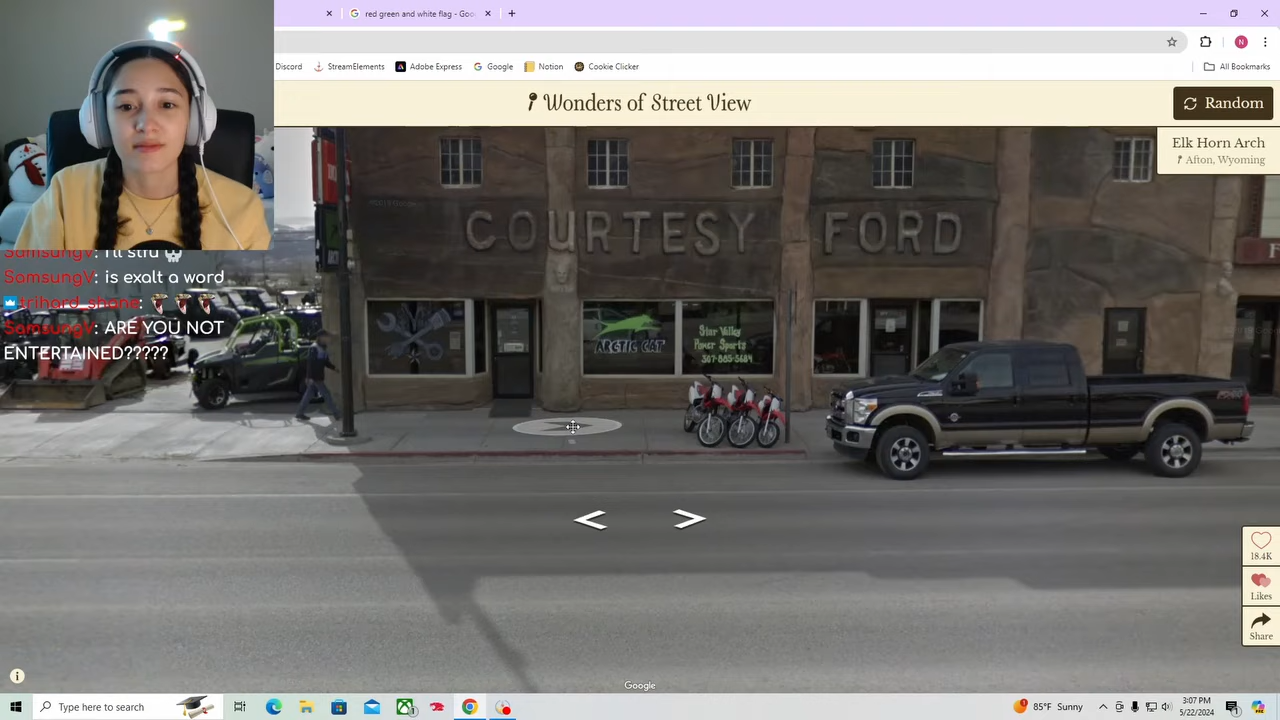 red green and white flag - Goo
Discord
StreamElements
Adobe Express
Google
Notion
Cookie Clicker
All Bookmarks
N
Wonders of Street View
Random
Elk Horn Arch
Afton, Wyoming
COURTESY FORD
ARCTIC CAT
Star Valley
Power Sports
307-885-5684
SamsungV: I'll stfu
SamsungV: is exalt a word
trihard_shane:
SamsungV: ARE YOU NOT
ENTERTAINED?????
18.4K
Likes
Share
Google
Type here to search
85°F Sunny
3:07 PM
5/22/2024